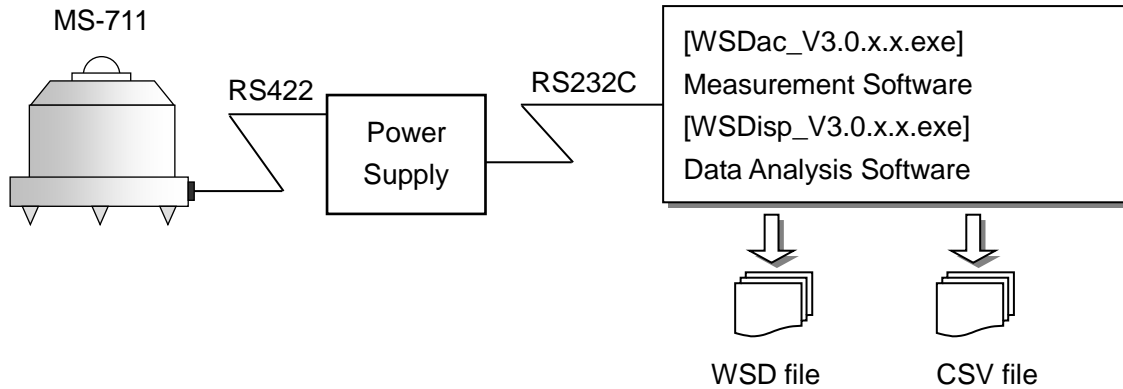 MS-711
RS422
Power
Supply
RS232C
[WSDac_V3.0.x.x.exe]
Measurement Software
[WSDisp_V3.0.x.x.exe]
Data Analysis Software
WSD file
CSV file